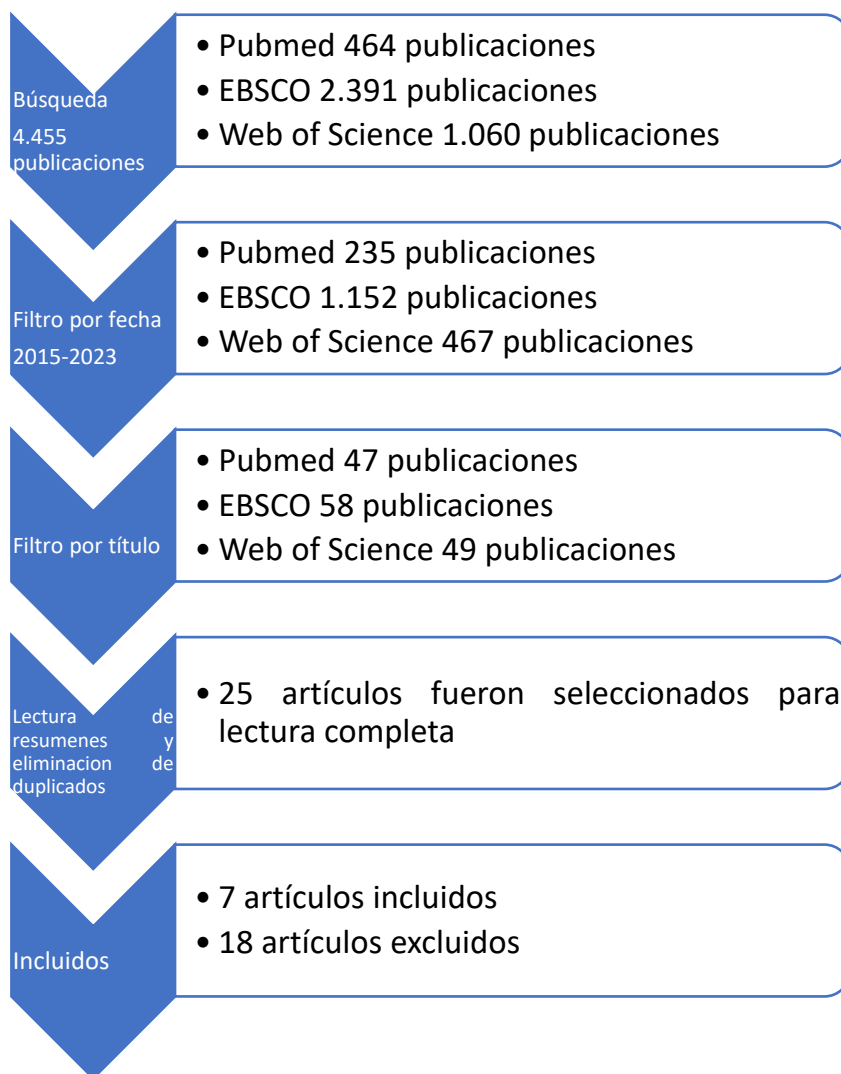 Búsqueda
4.455
publicaciones
• Pubmed 464 publicaciones
• EBSCO 2.391 publicaciones
• Web of Science 1.060 publicaciones
Filtro por fecha
2015-2023
• Pubmed 235 publicaciones
• EBSCO 1.152 publicaciones
• Web of Science 467 publicaciones
Filtro por título
• Pubmed 47 publicaciones
• EBSCO 58 publicaciones
• Web of Science 49 publicaciones
Lectura de
resumenes y
eliminacion de
duplicados
• 25 artículos fueron seleccionados para
lectura completa
Incluidos
• 7 artículos incluidos
• 18 artículos excluidos